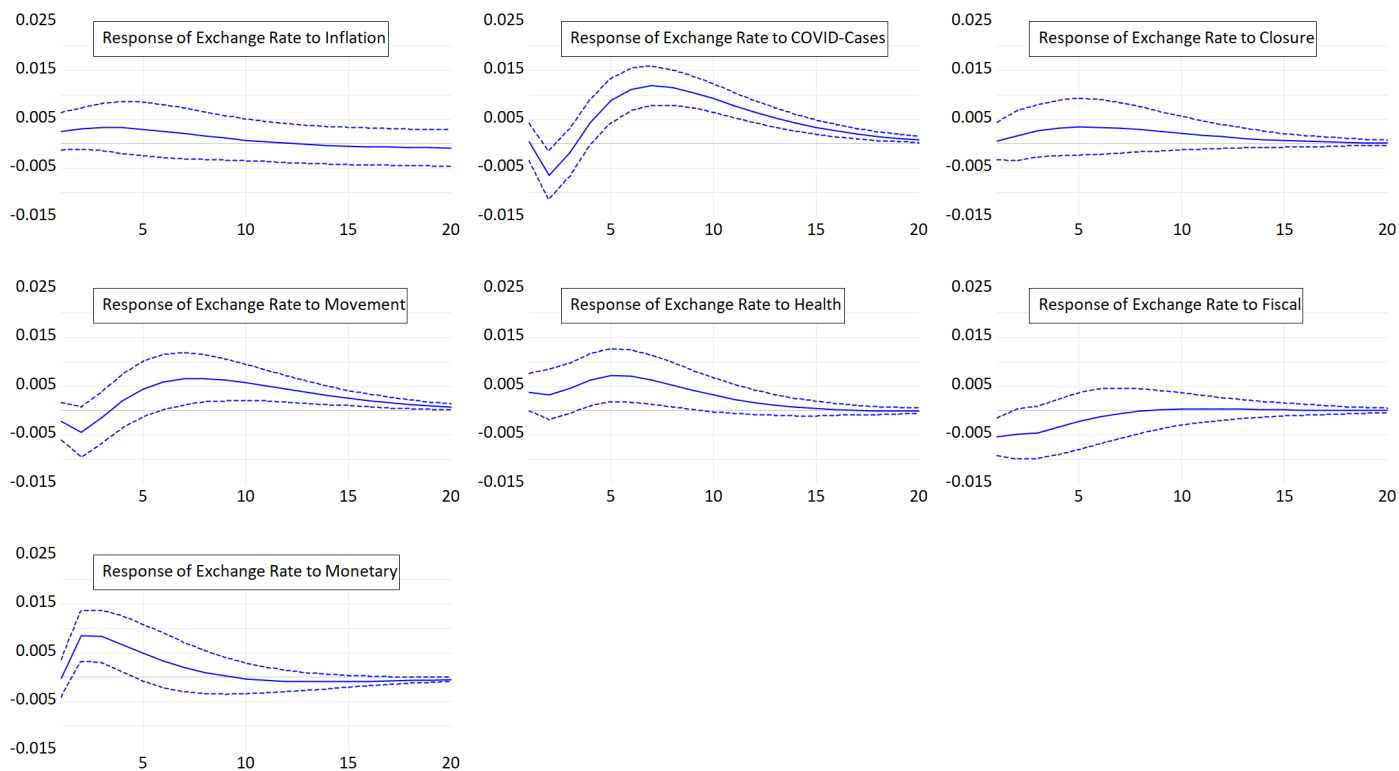 0.025
Response of Exchange Rate to Inflation
0.015
0.005
-0.005
-0.015
5 10 15 20
0.025
Response of Exchange Rate to COVID-Cases
0.015
0.005
-0.005
-0.015
5 10 15 20
0.025
Response of Exchange Rate to Closure
0.015
0.005
-0.005
-0.015
5 10 15 20
0.025
Response of Exchange Rate to Movement
0.015
0.005
-0.005
-0.015
5 10 15 20
0.025
Response of Exchange Rate to Health
0.015
0.005
-0.005
-0.015
5 10 15 20
0.025
Response of Exchange Rate to Fiscal
0.015
0.005
-0.005
-0.015
5 10 15 20
0.025
Response of Exchange Rate to Monetary
0.015
0.005
-0.005
-0.015
5 10 15 20